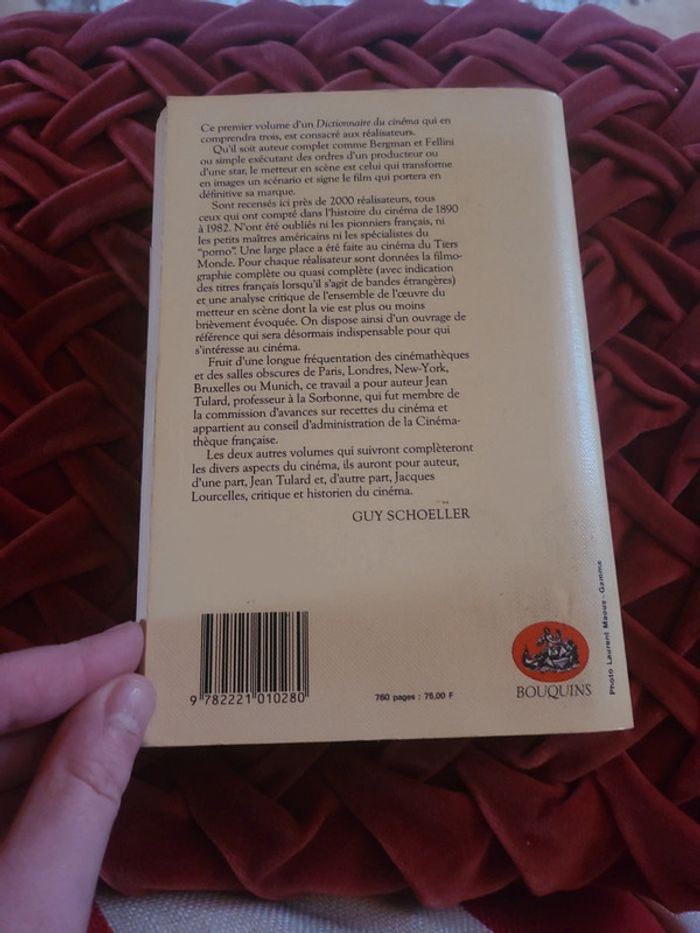 Ce premier volume d'un Dictionnaire du cinéma qui en
comprendra trois, est consacré aux réalisateurs.
Qu'il soit auteur complet comme Bergman et Fellini
ou simple exécutant des ordres d'un producteur ou
d'une star, le metteur en scène est celui qui transforme
en images un scénario et signe le film qui portera en
définitive sa marque.
Sont recensés ici près de 2000 réalisateurs, tous
ceux qui ont compté dans l'histoire du cinéma de 1890
à 1982. N'ont été oubliés ni les pionniers français, ni
les petits maîtres américains ni les spécialistes du
"porno". Une large place a été faite au cinéma du Tiers
Monde. Pour chaque réalisateur sont données la filmo-
graphie complète ou quasi complète (avec indication
des titres français lorsqu'il s'agit de bandes étrangères)
et une analyse critique de l'ensemble de l'œuvre du
metteur en scène dont la vie est plus ou moins
brièvement évoquée. On dispose ainsi d'un ouvrage de
référence qui sera désormais indispensable pour qui
s'intéresse au cinéma.
Fruit d'une longue fréquentation des cinémathèques
et des salles obscures de Paris, Londres, New-York,
Bruxelles ou Munich, ce travail a pour auteur Jean
Tulard, professeur à la Sorbonne, qui fut membre de
la commission d'avances sur recettes du cinéma et
appartient au conseil d'administration de la Cinéma-
thèque française.
Les deux autres volumes qui suivront complèteront
les divers aspects du cinéma, ils auront pour auteur,
d'une part, Jean Tulard et, d'autre part, Jacques
Lourcelles, critique et historien du cinéma.
GUY SCHOELLER
9 782221 010280
760 pages : 76,00 F
BOUQUINS
Photo Laurent Maous - Gamma